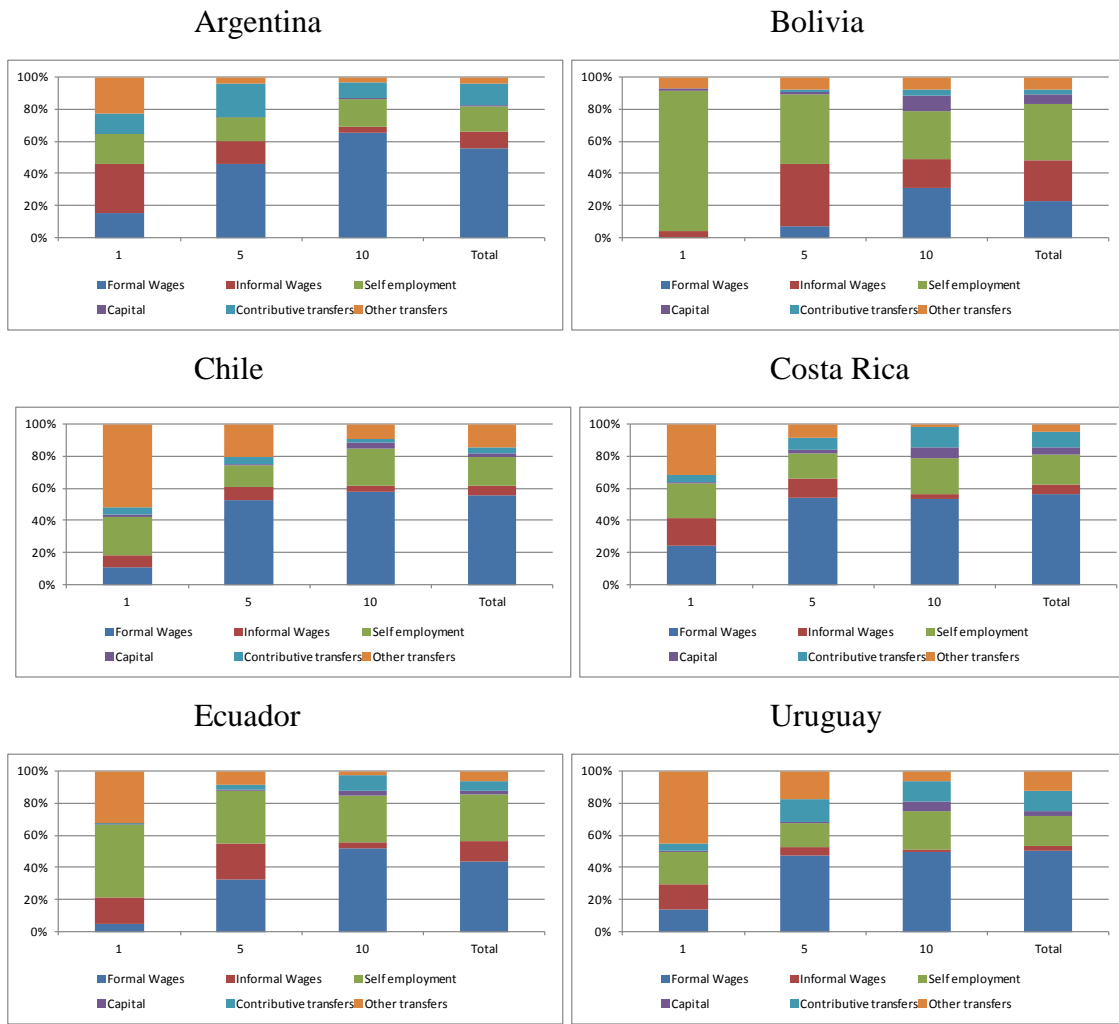 Argentina
100%
80%
60%
40%
20%
0%
1 5 10 Total
Formal Wages Informal Wages Self employment
Capital Contributive transfers Other transfers
Bolivia
100%
80%
60%
40%
20%
0%
1 5 10 Total
Formal Wages Informal Wages Self employment
Capital Contributive transfers Other transfers
Chile
100%
80%
60%
40%
20%
0%
1 5 10 Total
Formal Wages Informal Wages Self employment
Capital Contributive transfers Other transfers
Costa Rica
100%
80%
60%
40%
20%
0%
1 5 10 Total
Formal Wages Informal Wages Self employment
Capital Contributive transfers Other transfers
Ecuador
100%
80%
60%
40%
20%
0%
1 5 10 Total
Formal Wages Informal Wages Self employment
Capital Contributive transfers Other transfers
Uruguay
100%
80%
60%
40%
20%
0%
1 5 10 Total
Formal Wages Informal Wages Self employment
Capital Contributive transfers Other transfers